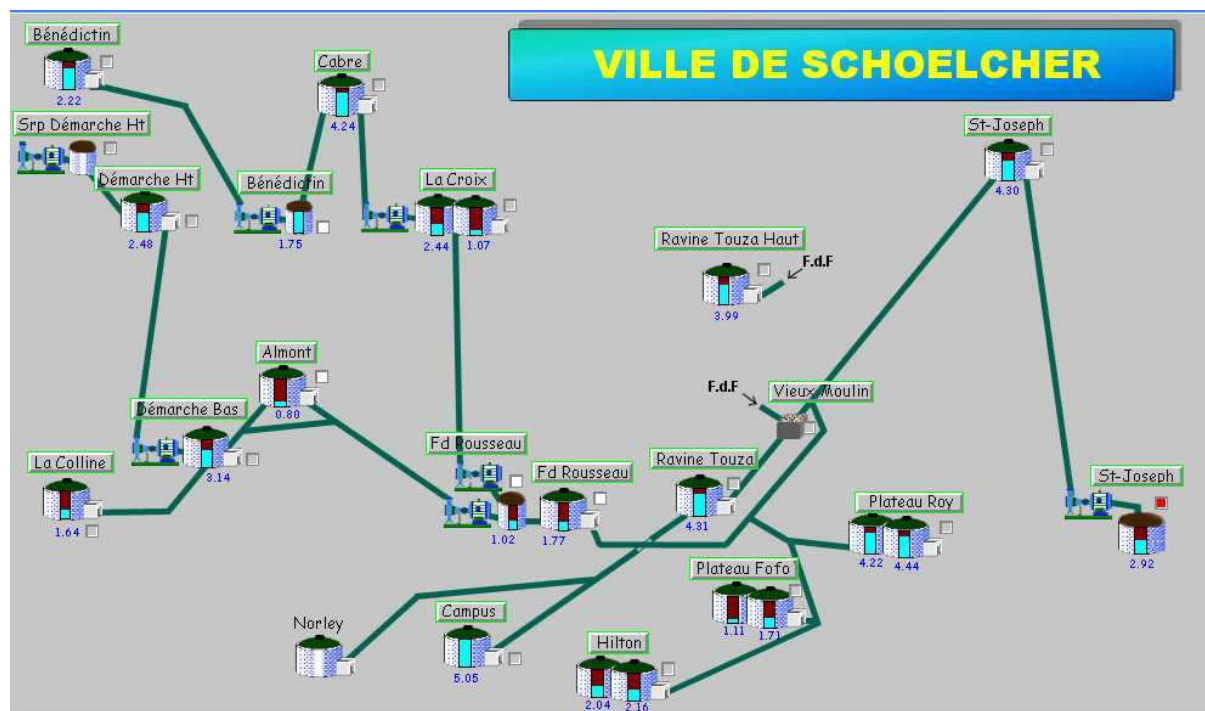 VILLE DE SCHOELCHER
Bénédictin
2.22
Cabre
4.24
St-Joseph
4.30
Srp Démarche Ht
Démarche Ht
2.48
Bénédictin
1.75
La Croix
2.44 1.07
Ravine Touza Haut
F.d.F
3.99
Almont
0.80
F.d.F
Vieux Moulin
Démarche Bas
3.14
La Colline
1.64
Fd Rousseau
1.02
Fd Rousseau
1.77
Ravine Touza
4.31
Plateau Roy
4.22 4.44
St-Joseph
2.92
Plateau Fofo
1.11 1.71
Norley
Campus
5.05
Hilton
2.04 2.16